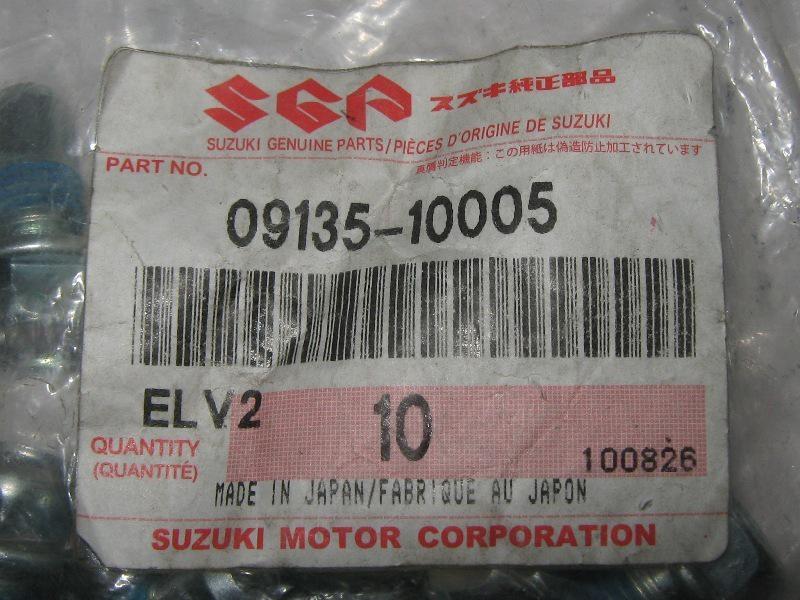 SGP スズキ純正部品
SUZUKI GENUINE PARTS/PIÈCES D'ORIGINE DE SUZUKI
真贋判定機能：この用紙は偽造防止加工されています
PART NO.
09135-10005
ELV2 10
QUANTITY
(QUANTITÉ)
100826
MADE IN JAPAN/FABRIQUE AU JAPON
SUZUKI MOTOR CORPORATION